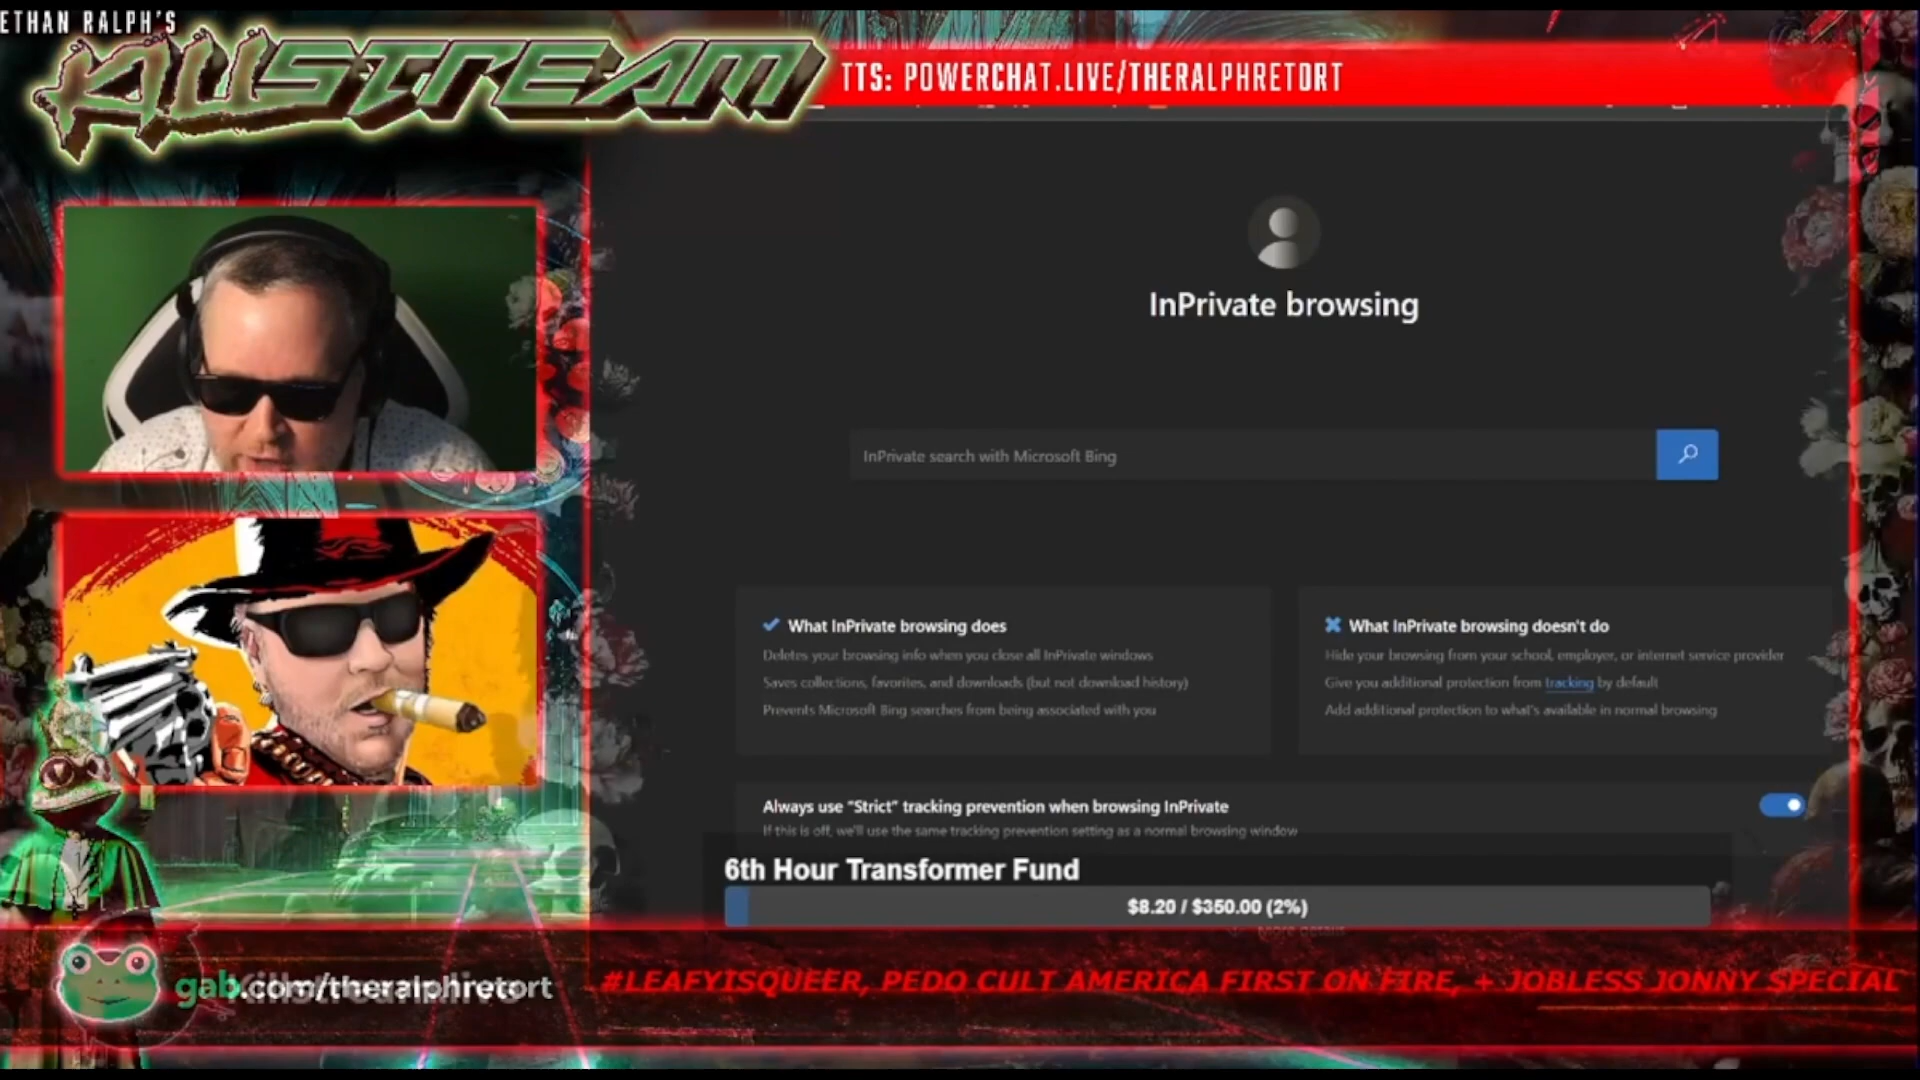 ETHAN RALPH'S
KILLSTREAM
TTS: POWERCHAT.LIVE/THERALPHRETORT
InPrivate browsing
InPrivate search with Microsoft Bing
What InPrivate browsing does
Deletes your browsing info when you close all InPrivate windows
Saves collections, favorites, and downloads (but not download history)
Prevents Microsoft Bing searches from being associated with you
What InPrivate browsing doesn't do
Hide your browsing from your school, employer, or internet service provider
Give you additional protection from tracking by default
Add additional protection to what's available in normal browsing
Always use "Strict" tracking prevention when browsing InPrivate
If this is off, we'll use the same tracking prevention setting as a normal browsing window
6th Hour Transformer Fund
$8.20 / $350.00 (2%)
More details
gab.com/theralphretort
#LEAFYISQUEER, PEDO CULT AMERICA FIRST ON FIRE, + JOBLESS JONNY SPECIAL